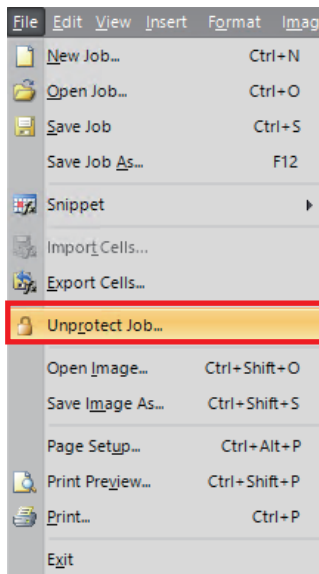 File Edit View Insert Format Imag
New Job... Ctrl+N
Open Job... Ctrl+O
Save Job Ctrl+S
Save Job As... F12
Snippet
Import Cells...
Export Cells...
Unprotect Job...
Open Image... Ctrl+Shift+O
Save Image As... Ctrl+Shift+S
Page Setup... Ctrl+Alt+P
Print Preview... Ctrl+Shift+P
Print... Ctrl+P
Exit